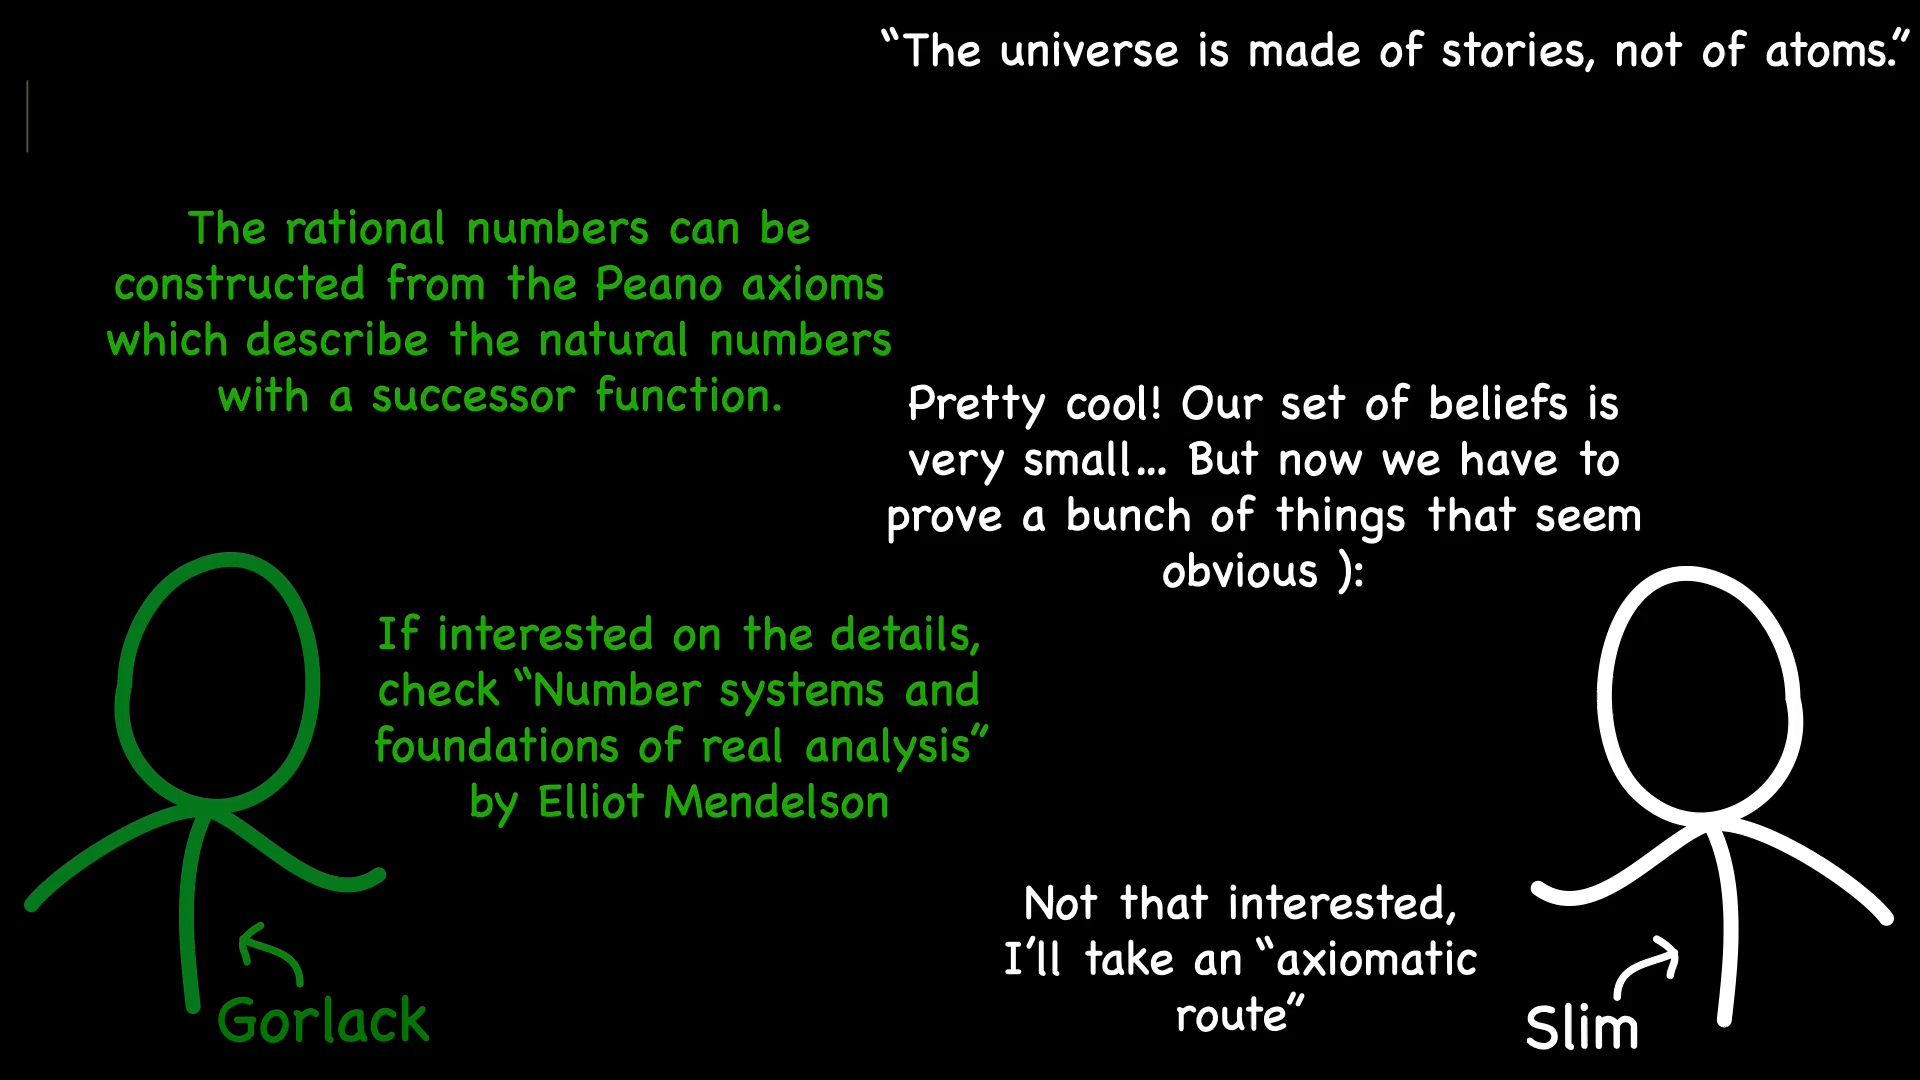 “The universe is made of stories, not of atoms.”
The rational numbers can be
constructed from the Peano axioms
which describe the natural numbers
with a successor function.
Pretty cool! Our set of beliefs is
very small... But now we have to
prove a bunch of things that seem
obvious ):
If interested on the details,
check “Number systems and
foundations of real analysis”
by Elliot Mendelson
Not that interested,
I’ll take an “axiomatic
route”
Gorlack
Slim